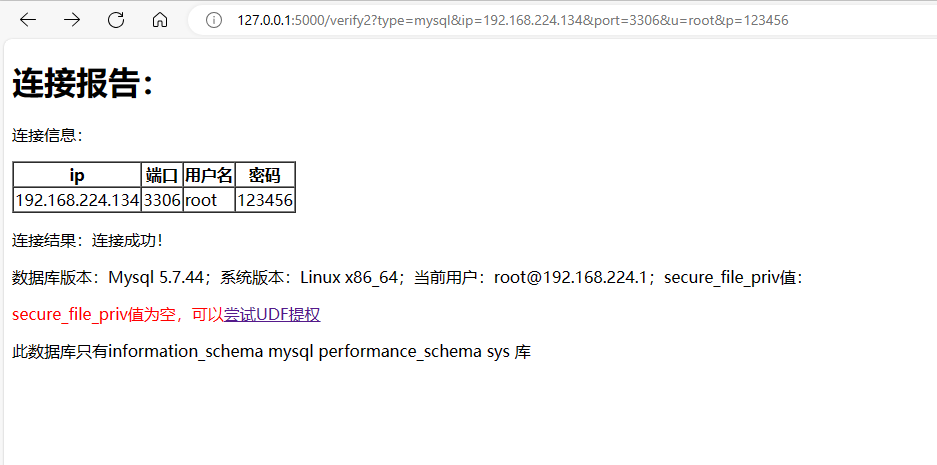 127.0.0.1:5000/verify2?type=mysql&ip=192.168.224.134&port=3306&u=root&p=123456
连接报告：
连接信息：
ip 端口 用户名 密码
192.168.224.134 3306 root 123456
连接结果：连接成功！
数据库版本：Mysql 5.7.44；系统版本：Linux x86_64；当前用户：root@192.168.224.1；secure_file_priv值：
secure_file_priv值为空，可以尝试UDF提权
此数据库只有information_schema mysql performance_schema sys 库